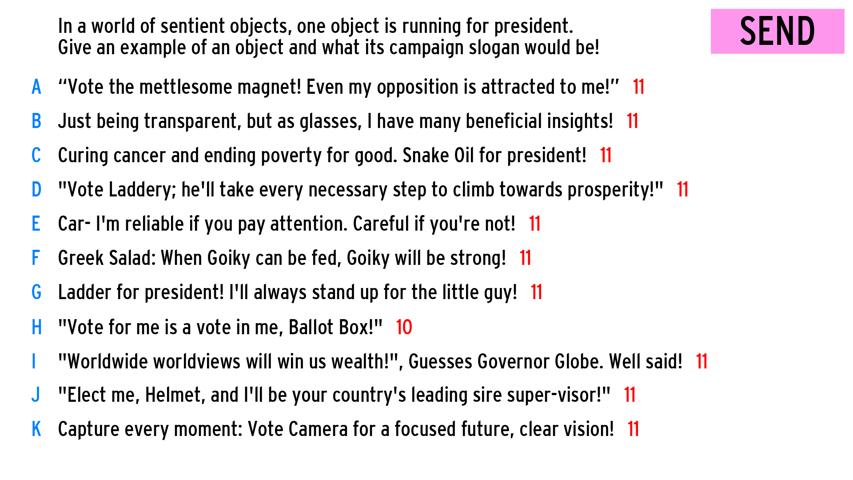 In a world of sentient objects, one object is running for president.
Give an example of an object and what its campaign slogan would be!
SEND
A “Vote the mettlesome magnet! Even my opposition is attracted to me!” 11
B Just being transparent, but as glasses, I have many beneficial insights! 11
C Curing cancer and ending poverty for good. Snake Oil for president! 11
D "Vote Laddery; he'll take every necessary step to climb towards prosperity!" 11
E Car- I'm reliable if you pay attention. Careful if you're not! 11
F Greek Salad: When Goiky can be fed, Goiky will be strong! 11
G Ladder for president! I'll always stand up for the little guy! 11
H "Vote for me is a vote in me, Ballot Box!" 10
I "Worldwide worldviews will win us wealth!", Guesses Governor Globe. Well said! 11
J "Elect me, Helmet, and I'll be your country's leading sire super-visor!" 11
K Capture every moment: Vote Camera for a focused future, clear vision! 11